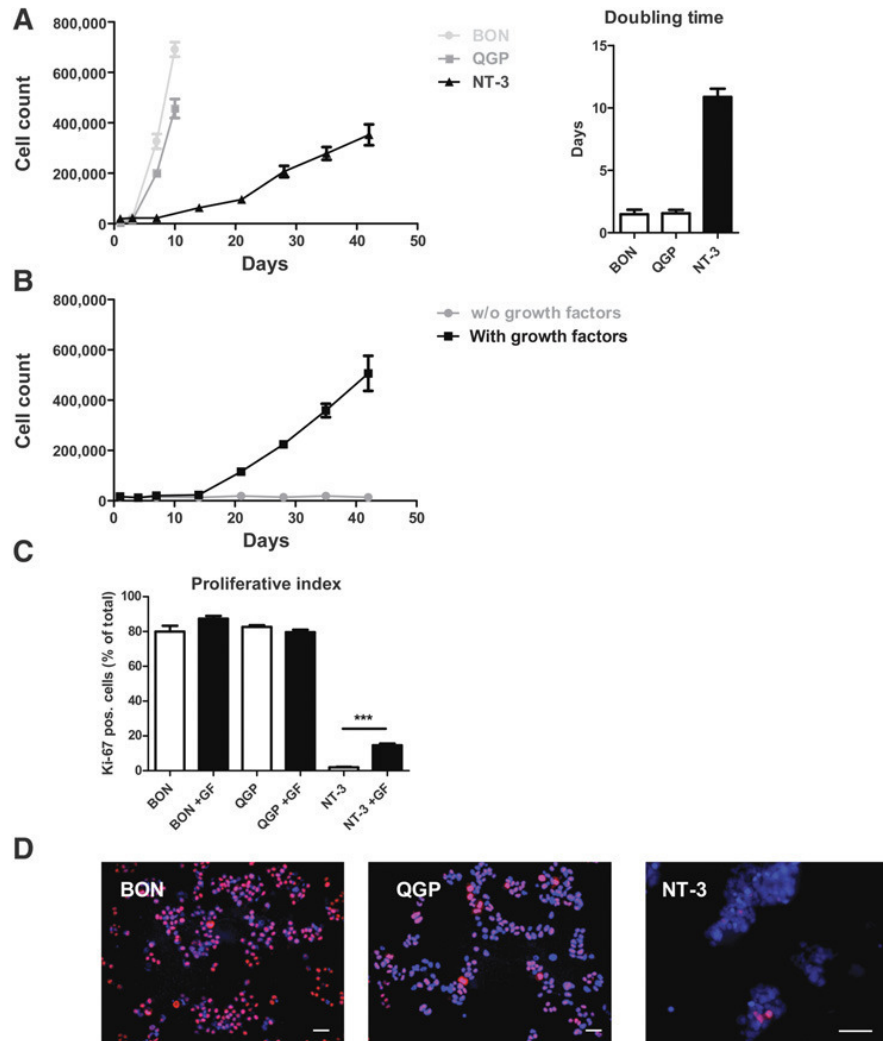 A
Cell count
800,000
600,000
400,000
200,000
0
0
10
20
30
40
50
Days
BON
QGP
NT-3
Doubling time
Days
15
10
5
0
BON
QGP
NT-3
B
Cell count
800,000
600,000
400,000
200,000
0
0
10
20
30
40
50
Days
w/o growth factors
With growth factors
C
Proliferative index
Ki-67 pos. cells (% of total)
100
80
60
40
20
0
***
BON
BON +GF
QGP
QGP +GF
NT-3
NT-3 +GF
D
BON
QGP
NT-3